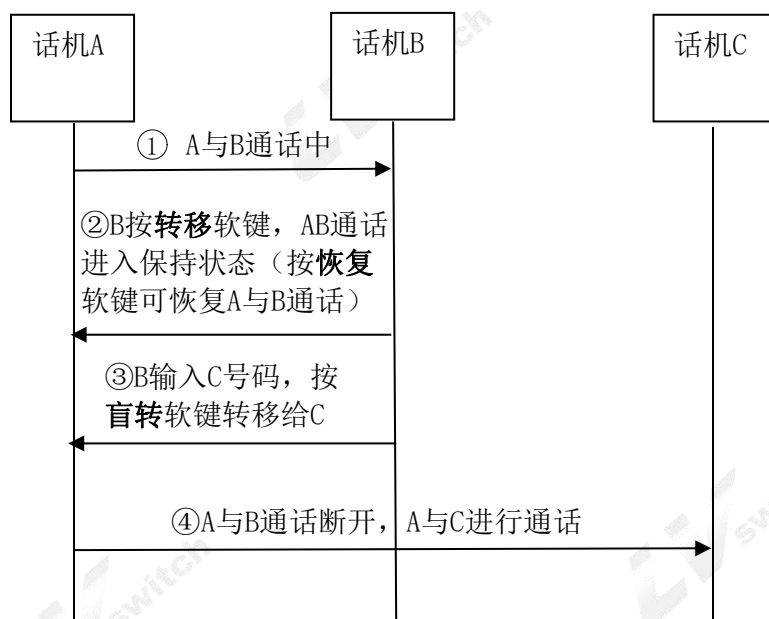 话机A
话机B
话机C
① A与B通话中
②B按转移软键，AB通话
进入保持状态（按恢复
软键可恢复A与B通话）
③B输入C号码，按
盲转软键转移给C
④A与B通话断开，A与C进行通话
switch